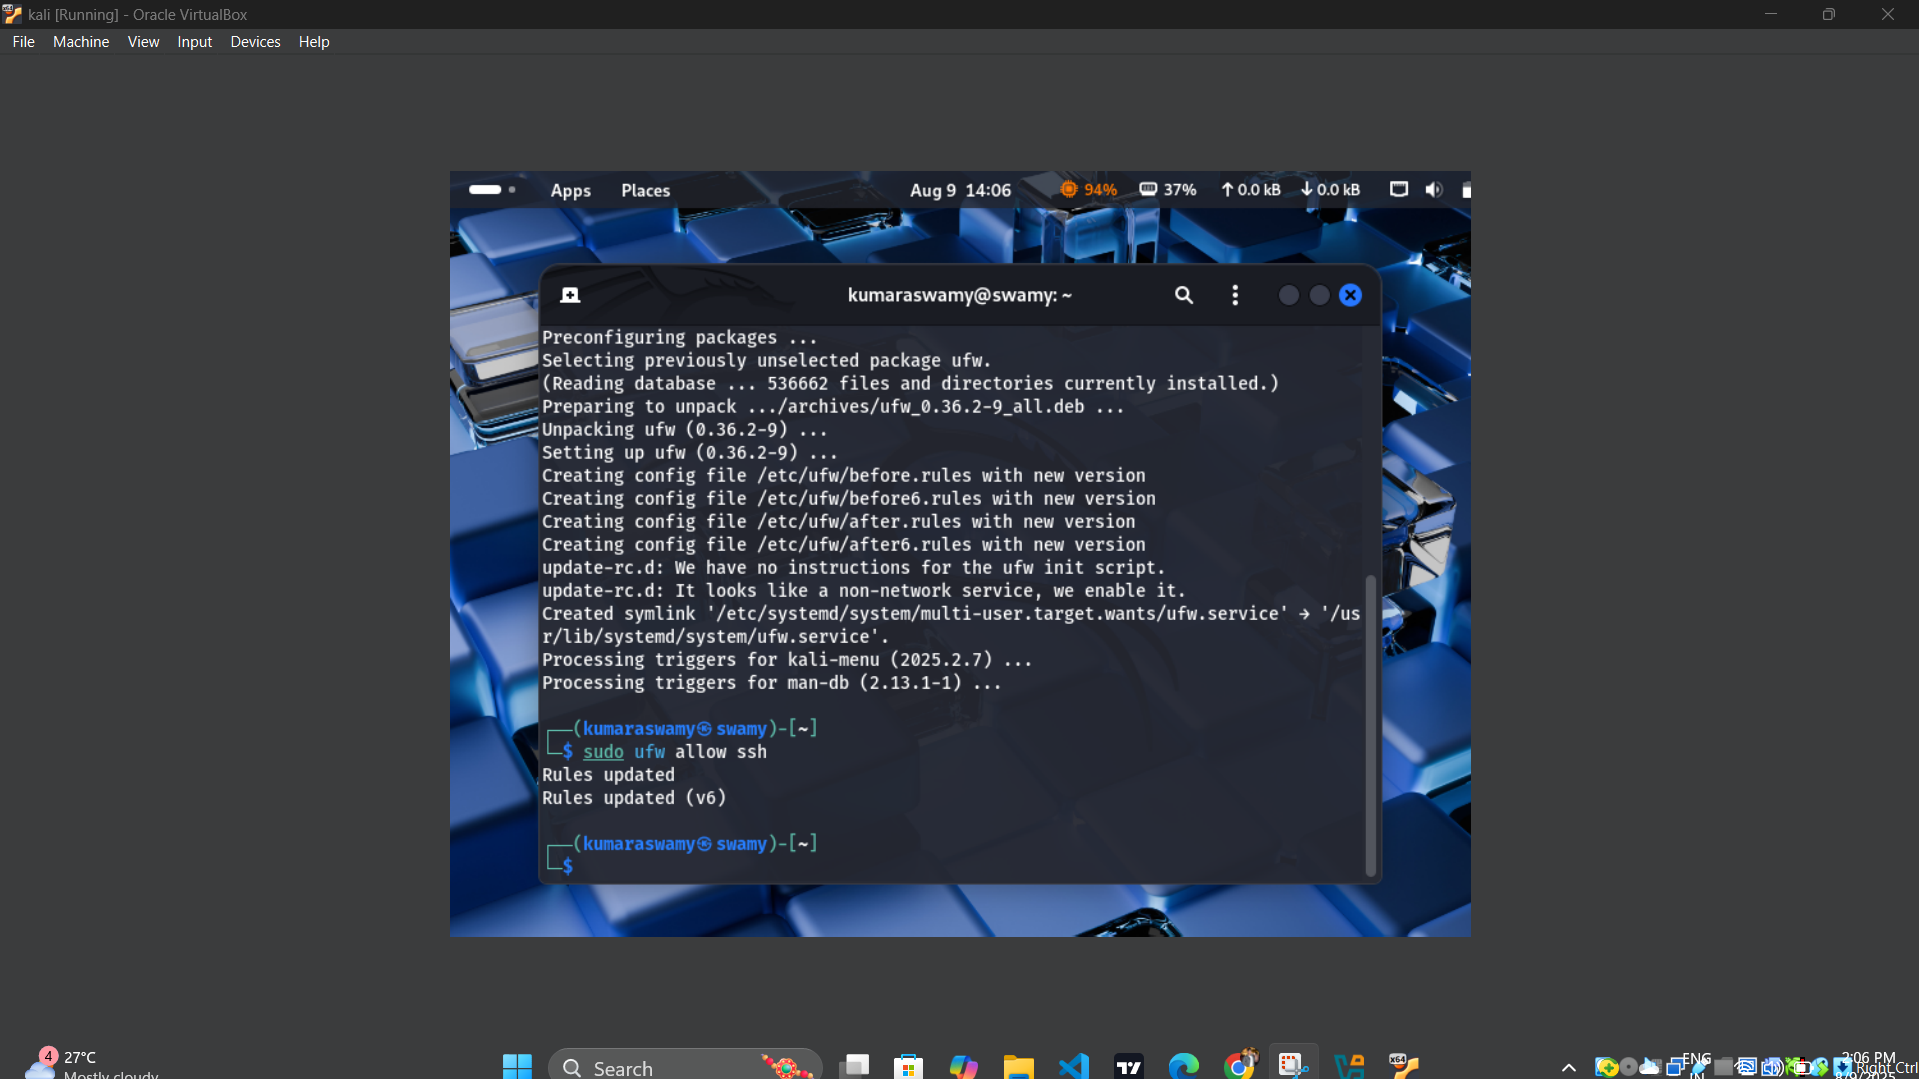 kali [Running] - Oracle VirtualBox
File Machine View Input Devices Help
Apps Places Aug 9 14:06 94% 37% ↑ 0.0 kB ↓ 0.0 kB
kumaraswamy@swamy: ~
Preconfiguring packages ...
Selecting previously unselected package ufw.
(Reading database ... 536662 files and directories currently installed.)
Preparing to unpack .../archives/ufw_0.36.2-9_all.deb ...
Unpacking ufw (0.36.2-9) ...
Setting up ufw (0.36.2-9) ...
Creating config file /etc/ufw/before.rules with new version
Creating config file /etc/ufw/before6.rules with new version
Creating config file /etc/ufw/after.rules with new version
Creating config file /etc/ufw/after6.rules with new version
update-rc.d: We have no instructions for the ufw init script.
update-rc.d: It looks like a non-network service, we enable it.
Created symlink '/etc/systemd/system/multi-user.target.wants/ufw.service' → '/us
r/lib/systemd/system/ufw.service'.
Processing triggers for kali-menu (2025.2.7) ...
Processing triggers for man-db (2.13.1-1) ...
┌──(kumaraswamy㉿swamy)-[~]
└─$ sudo ufw allow ssh
Rules updated
Rules updated (v6)
┌──(kumaraswamy㉿swamy)-[~]
└─$
4 27°C
Mostly cloudy
Search
ENG
IN
2:06 PM
8/9/2025
Right Ctrl